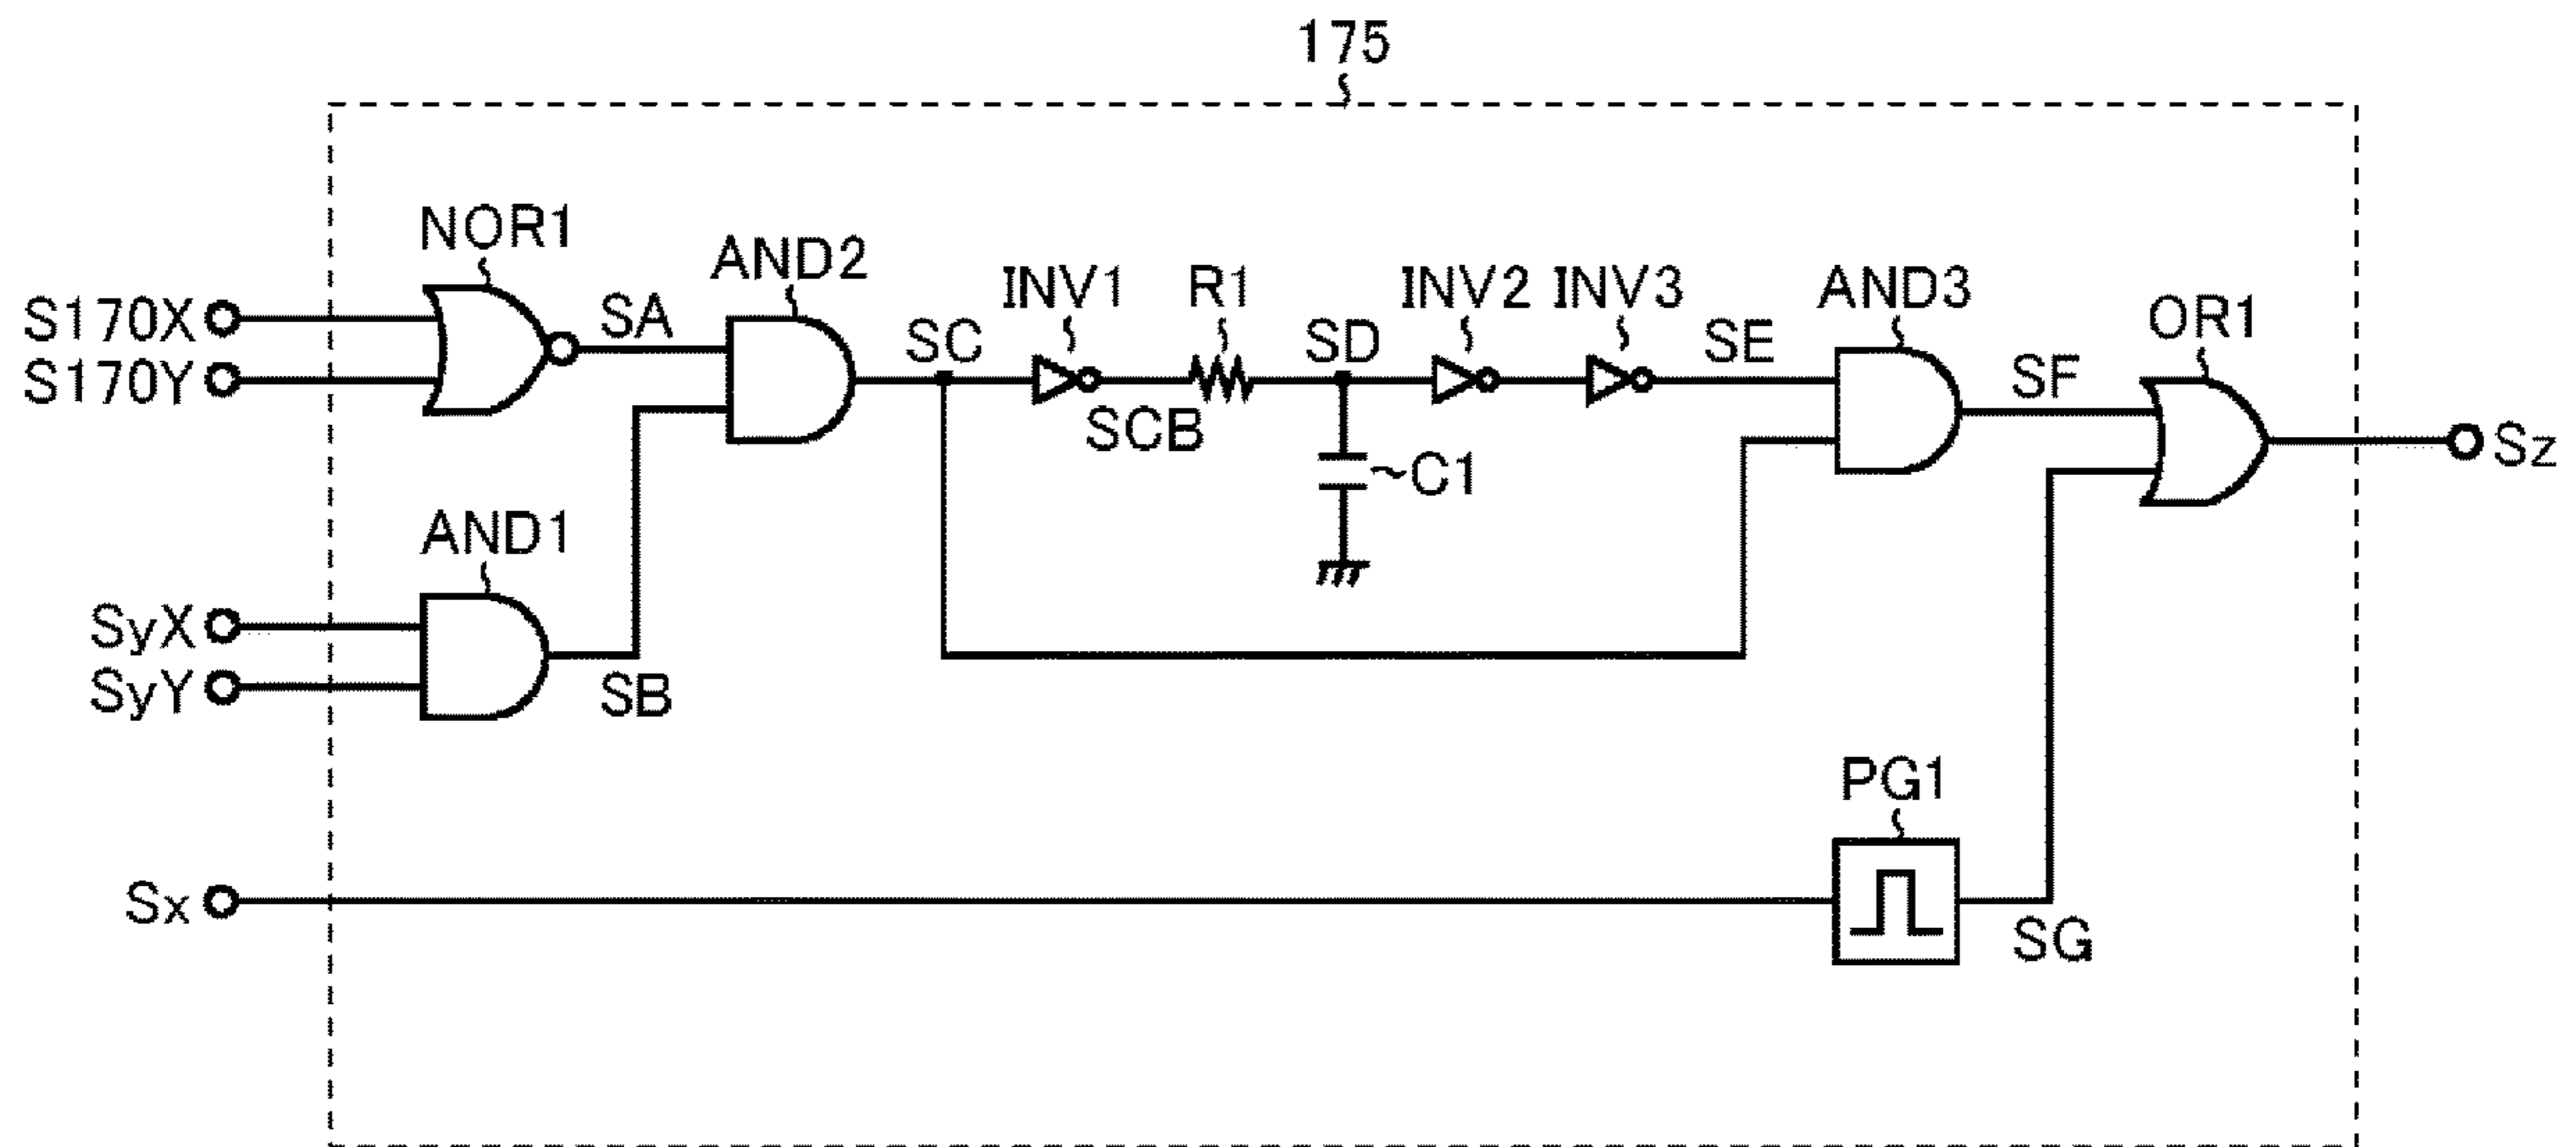 175
NOR1
AND2
INV1
R1
INV2
INV3
AND3
OR1
S170X
S170Y
SA
SC
SCB
SD
SE
SF
Sz
C1
AND1
SyX
SyY
SB
PG1
Sx
SG